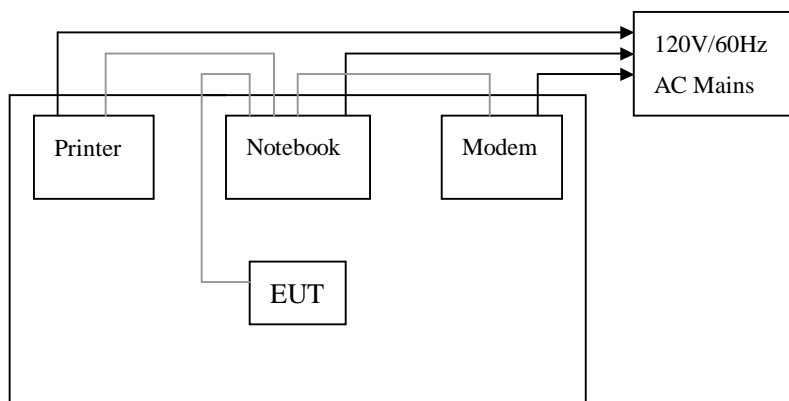 120V/60Hz
AC Mains
Printer
Notebook
Modem
EUT